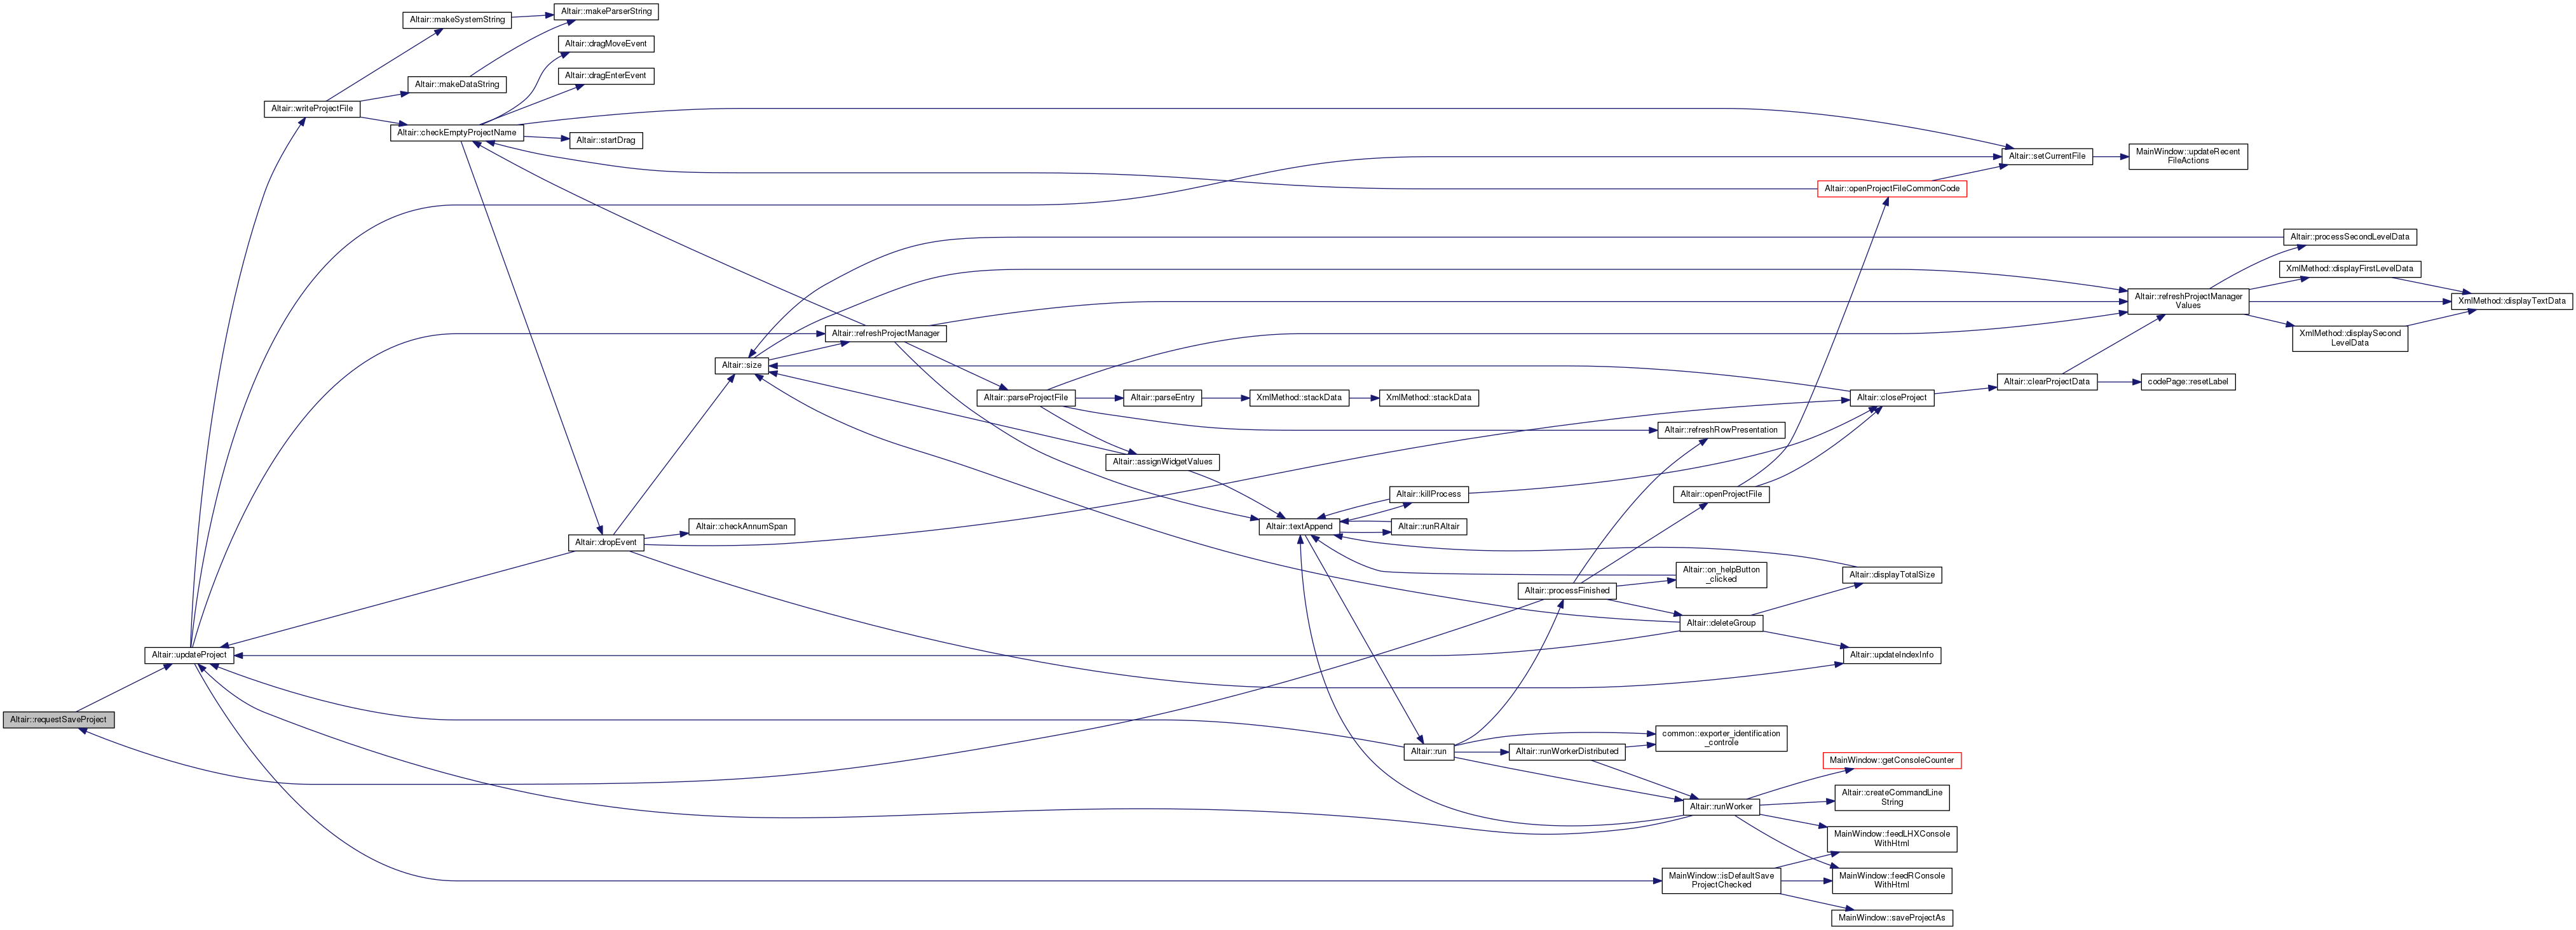 Altair::makeSystemString
Altair::makeParserString
Altair::dragMoveEvent
Altair::dragEnterEvent
Altair::makeDataString
Altair::writeProjectFile
Altair::checkEmptyProjectName
Altair::startDrag
Altair::setCurrentFile
MainWindow::updateRecent
FileActions
Altair::openProjectFileCommonCode
Altair::processSecondLevelData
XmlMethod::displayFirstLevelData
Altair::refreshProjectManager
Values
XmlMethod::displayTextData
Altair::refreshProjectManager
XmlMethod::displaySecond
LevelData
Altair::size
Altair::clearProjectData
codePage::resetLabel
Altair::parseProjectFile
Altair::parseEntry
XmlMethod::stackData
XmlMethod::stackData
Altair::closeProject
Altair::refreshRowPresentation
Altair::assignWidgetValues
Altair::killProcess
Altair::openProjectFile
Altair::checkAnnumSpan
Altair::textAppend
Altair::runRAltair
Altair::dropEvent
Altair::on_helpButton
_clicked
Altair::displayTotalSize
Altair::processFinished
Altair::deleteGroup
Altair::updateProject
Altair::updateIndexInfo
Altair::requestSaveProject
common::exporter_identification
_controle
Altair::run
Altair::runWorkerDistributed
MainWindow::getConsoleCounter
Altair::createCommandLine
String
Altair::runWorker
MainWindow::feedLHXConsole
WithHtml
MainWindow::isDefaultSave
ProjectChecked
MainWindow::feedRConsole
WithHtml
MainWindow::saveProjectAs